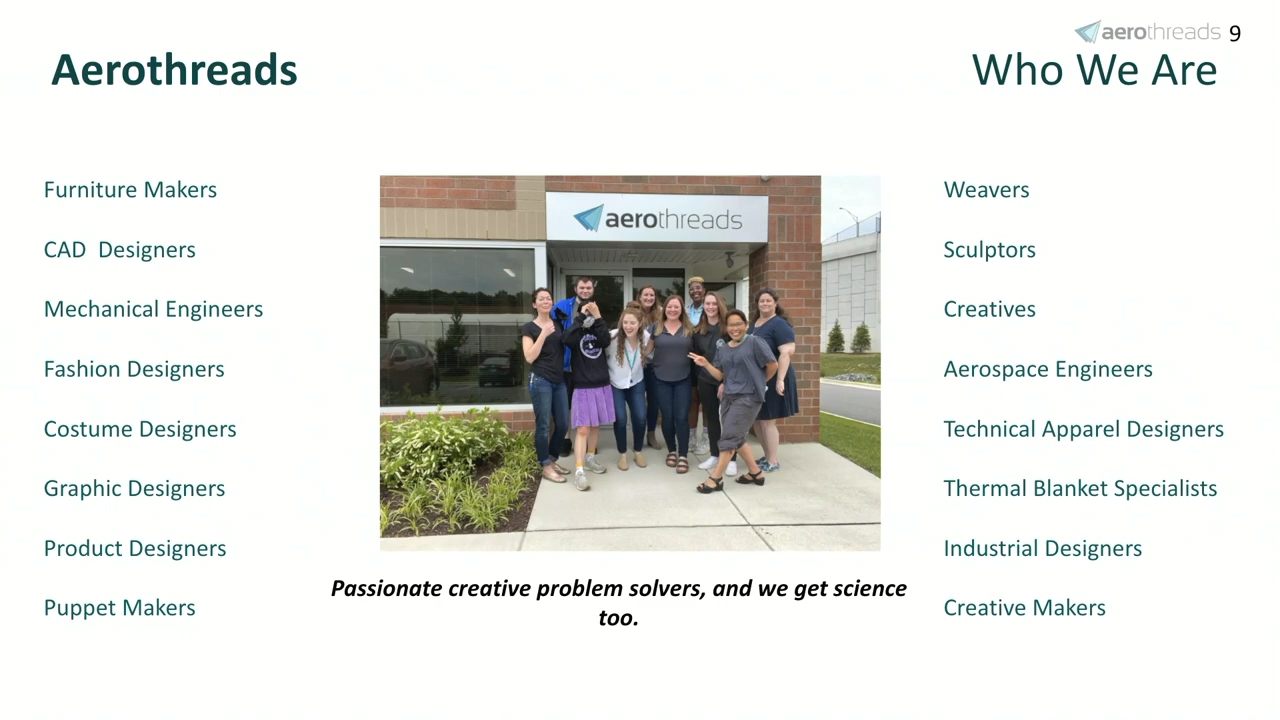 aerothreads 9
Aerothreads
Who We Are
Furniture Makers
CAD  Designers
Mechanical Engineers
Fashion Designers
Costume Designers
Graphic Designers
Product Designers
Puppet Makers
aerothreads
Passionate creative problem solvers, and we get science
too.
Weavers
Sculptors
Creatives
Aerospace Engineers
Technical Apparel Designers
Thermal Blanket Specialists
Industrial Designers
Creative Makers